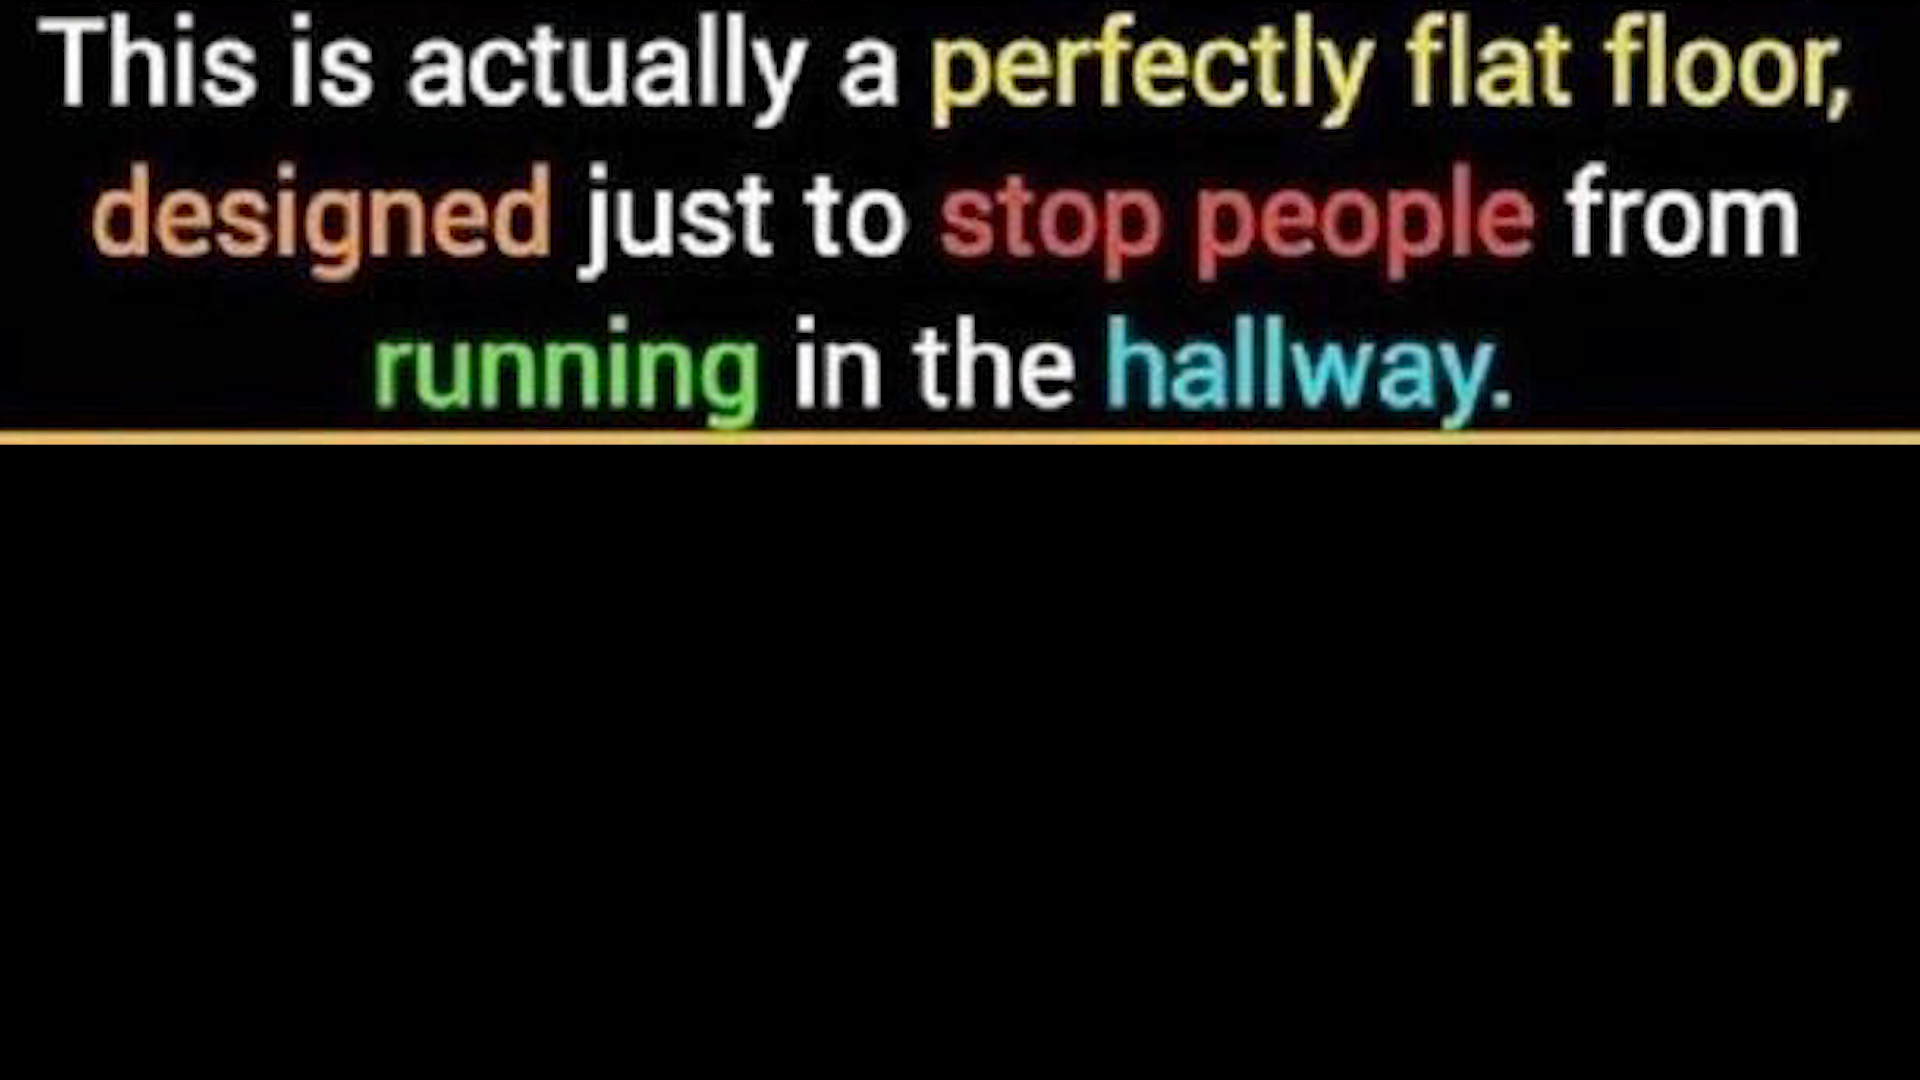 This is actually a perfectly flat floor,
designed just to stop people from
running in the hallway.